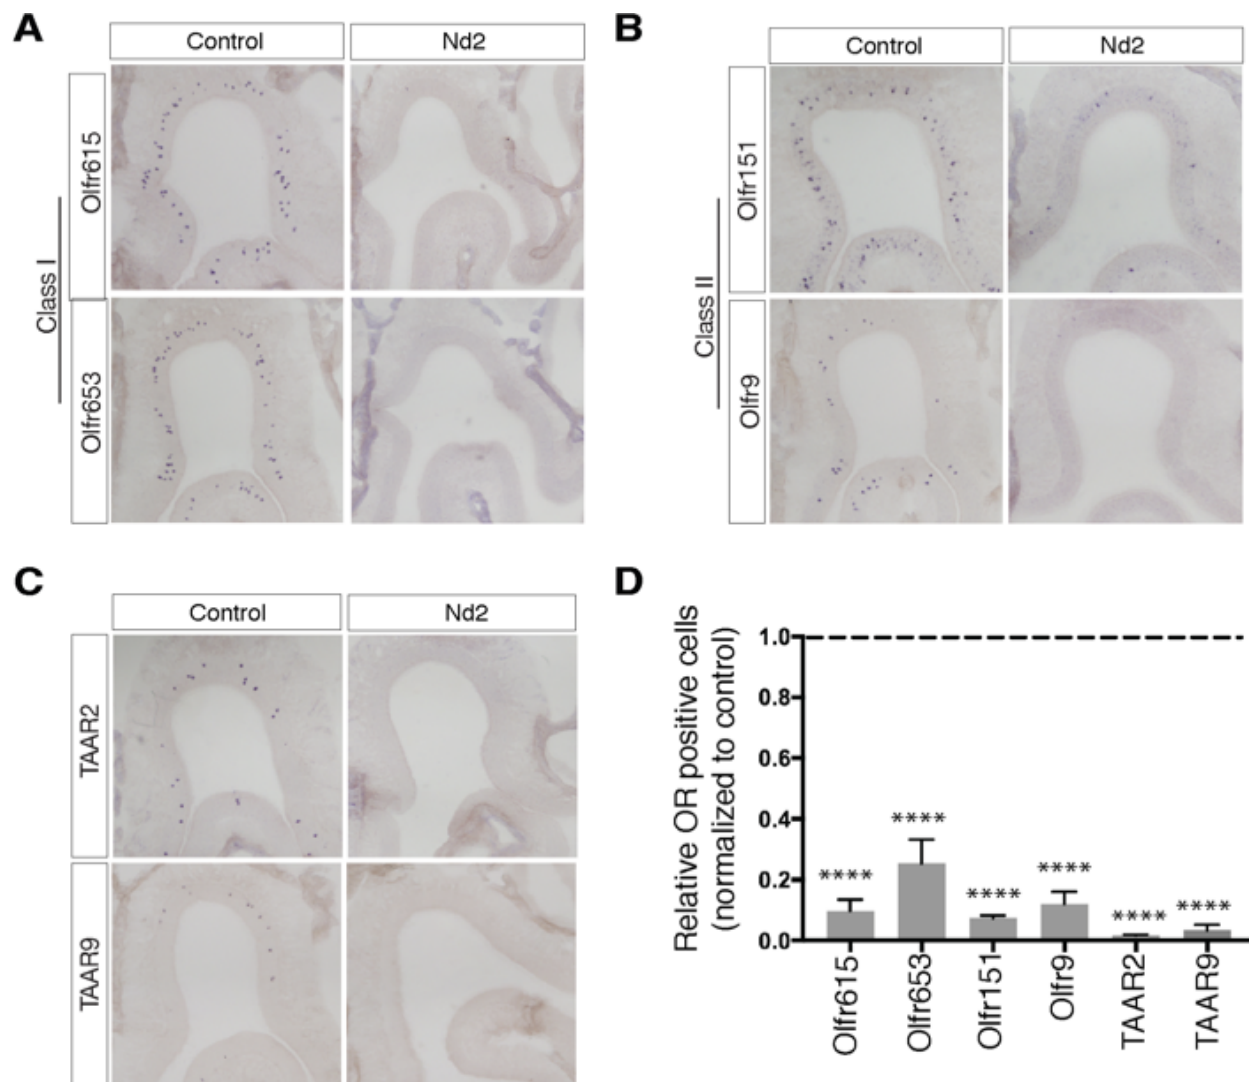 A
Control
Nd2
Class I
Olfr615
Olfr653
B
Control
Nd2
Class II
Olfr151
Olfr9
C
Control
Nd2
TAAR2
TAAR9
D
Relative OR positive cells
(normalized to control)
1.0
0.8
0.6
0.4
0.2
0.0
****
****
****
****
****
****
Olfr615
Olfr653
Olfr151
Olfr9
TAAR2
TAAR9